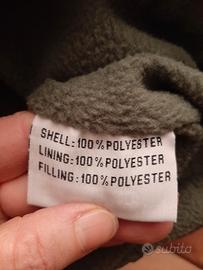 SHELL:100%POLYESTER
LINING:100%POLYESTER
FILLING:100%POLYESTER
subito